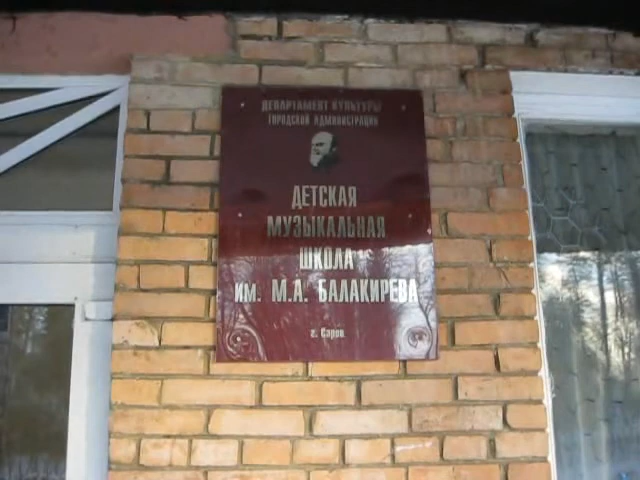 ДЕПАРТАМЕНТ КУЛЬТУРЫ
ГОРОДСКОЙ АДМИНИСТРАЦИИ
ДЕТСКАЯ
МУЗЫКАЛЬНАЯ
ШКОЛА
ИМ. М.А. БАЛАКИРЕВА
г. Саров